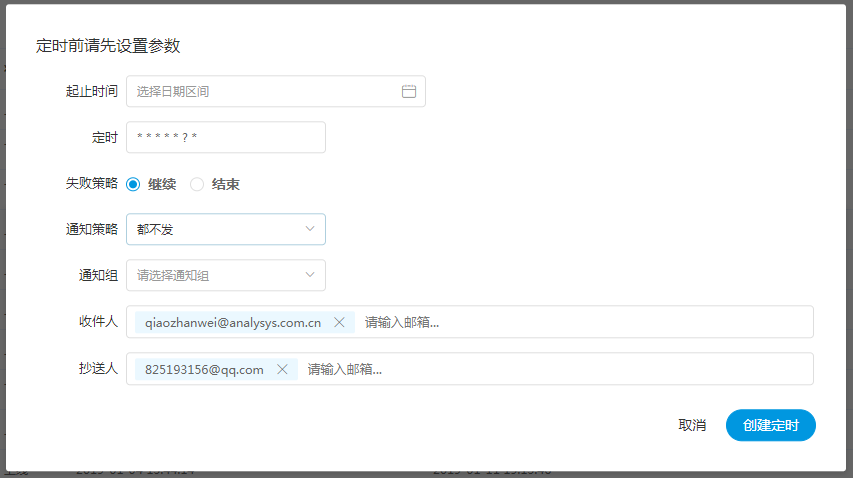 定时前请先设置参数
起止时间 选择日期区间
定时 * * * * * ? *
失败策略 继续 结束
通知策略 都不发
通知组 请选择通知组
收件人 qiaozhanwei@analysys.com.cn 请输入邮箱...
抄送人 825193156@qq.com 请输入邮箱...
取消 创建定时